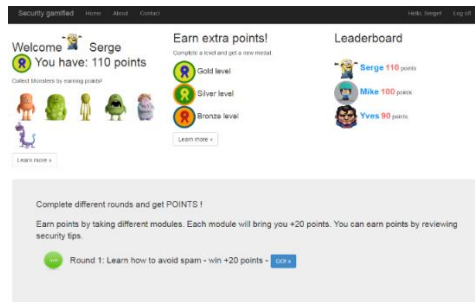 Security gamified Home About Contact Hello, Serge! Log off
Welcome Serge
You have: 110 points
Collect Monsters by earning points!
Learn more »
Earn extra points!
Complete a level and get a new medal.
Gold level
Silver level
Bronze level
Learn more »
Leaderboard
Serge 110 points
Mike 100 points
Yves 90 points
Complete different rounds and get POINTS !
Earn points by taking different modules. Each module will bring you +20 points. You can earn points by reviewing
security tips.
Round 1: Learn how to avoid spam - win +20 points - GO! »